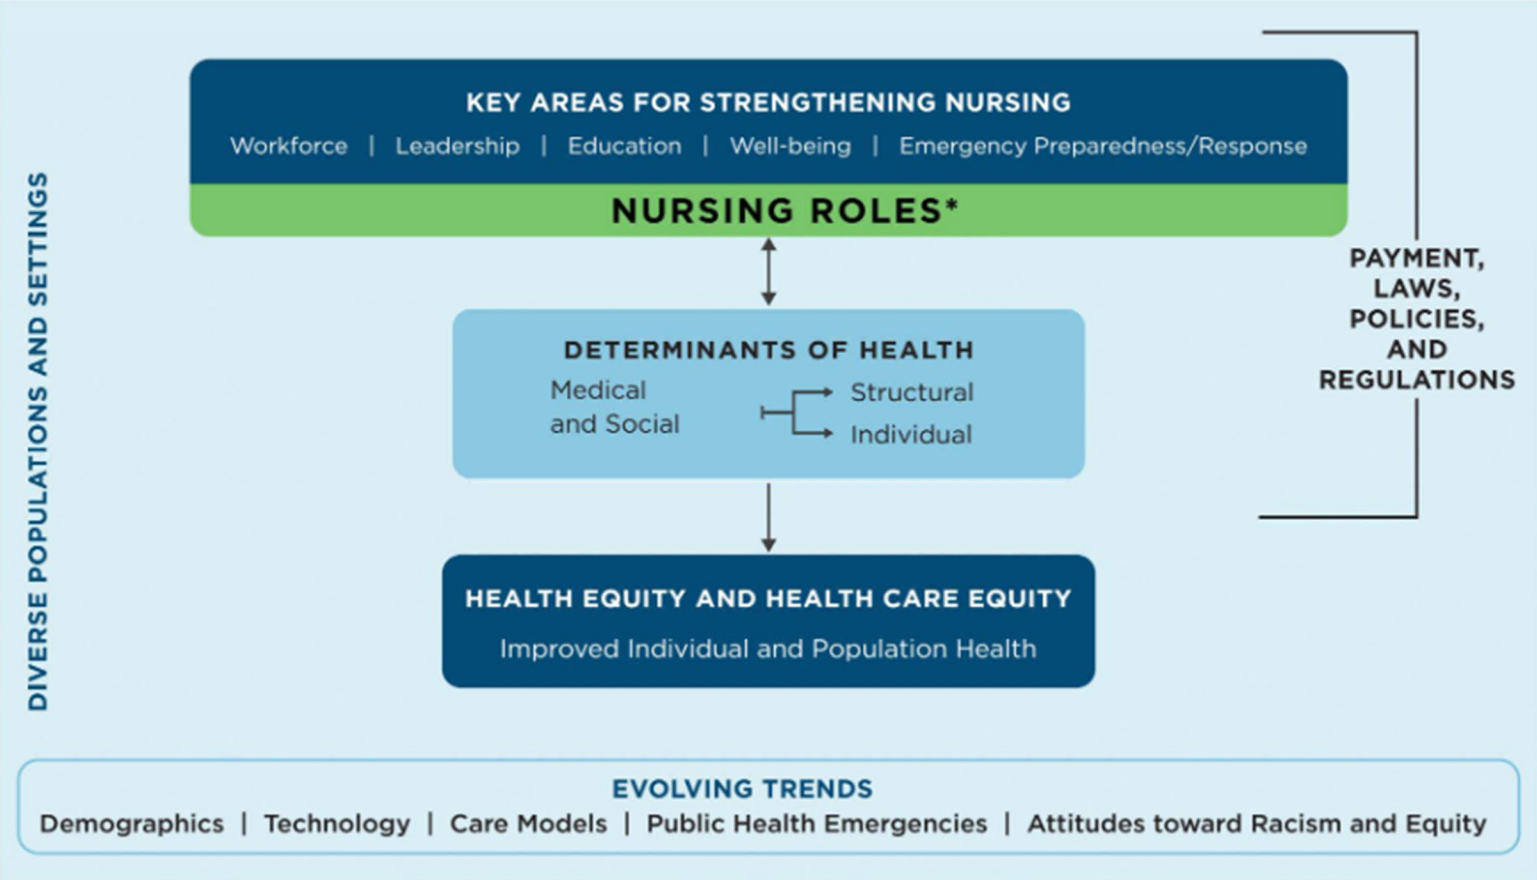 KEY AREAS FOR STRENGTHENING NURSING
Workforce | Leadership | Education | Well-being | Emergency Preparedness/Response
NURSING ROLES*
DIVERSE POPULATIONS AND SETTINGS
PAYMENT,
LAWS,
POLICIES,
AND
REGULATIONS
DETERMINANTS OF HEALTH
Medical
and Social
Structural
Individual
HEALTH EQUITY AND HEALTH CARE EQUITY
Improved Individual and Population Health
EVOLVING TRENDS
Demographics | Technology | Care Models | Public Health Emergencies | Attitudes toward Racism and Equity